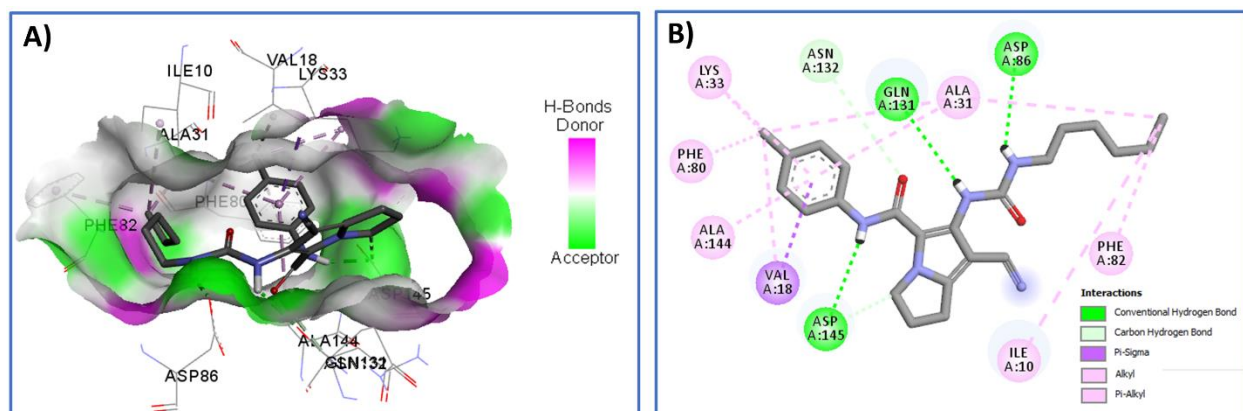 A)
VAL18
LYS33
ILE10
ALA31
PHE80
PHE82
ASP145
ALA144
GLN131
ASP86
H-Bonds
Donor
Acceptor
B)
ASP
A:86
ASN
A:132
LYS
A:33
GLN
A:131
ALA
A:31
PHE
A:80
ALA
A:144
PHE
A:82
VAL
A:18
ASP
A:145
ILE
A:10
Interactions
Conventional Hydrogen Bond
Carbon Hydrogen Bond
Pi-Sigma
Alkyl
Pi-Alkyl